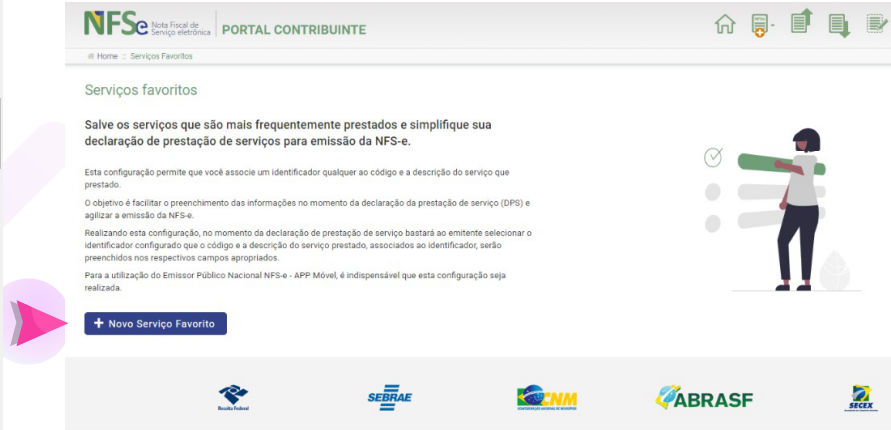 NFSe Nota Fiscal de
Serviço eletrônica PORTAL CONTRIBUINTE
Home :: Serviços Favoritos
Serviços favoritos
Salve os serviços que são mais frequentemente prestados e simplifique sua
declaração de prestação de serviços para emissão da NFS-e.
Esta configuração permite que você associe um identificador qualquer ao código e a descrição do serviço que
prestado.
O objetivo é facilitar o preenchimento das informações no momento da declaração da prestação de serviço (DPS) e
agilizar a emissão da NFS-e.
Realizando esta configuração, no momento da declaração de prestação de serviço bastará ao emitente selecionar o
identificador configurado que o código e a descrição do serviço prestado, associados ao identificador, serão
preenchidos nos respectivos campos apropriados.
Para a utilização do Emissor Público Nacional NFS-e - APP Móvel, é indispensável que esta configuração seja
realizada.
+ Novo Serviço Favorito
Receita Federal
SEBRAE
CNM
CONFEDERAÇÃO NACIONAL DE MUNICÍPIOS
ABRASF
SECEX